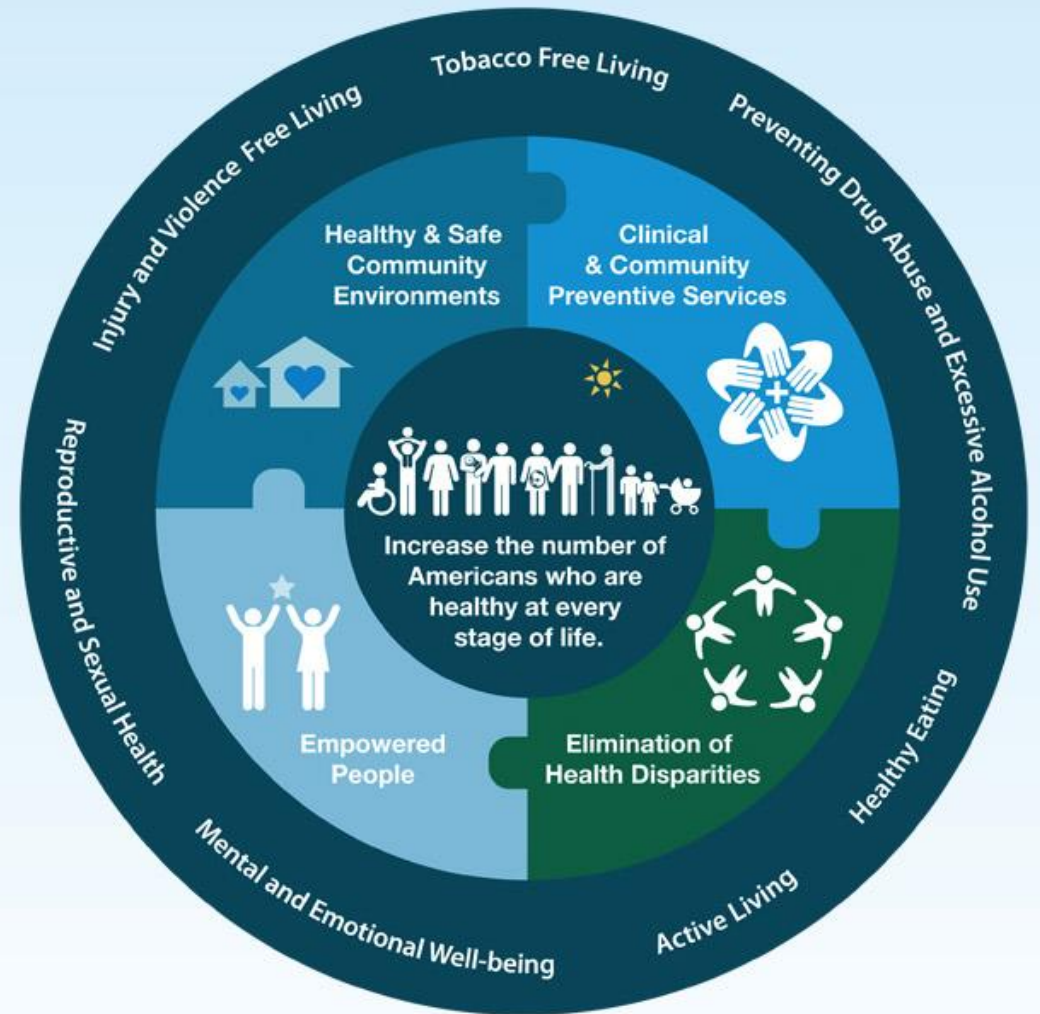 Tobacco Free Living
Preventing Drug Abuse and Excessive Alcohol Use
Healthy Eating
Active Living
Mental and Emotional Well-being
Reproductive and Sexual Health
Injury and Violence Free Living
Healthy & Safe
Community
Environments
Clinical
& Community
Preventive Services
Increase the number of
Americans who are
healthy at every
stage of life.
Empowered
People
Elimination of
Health Disparities